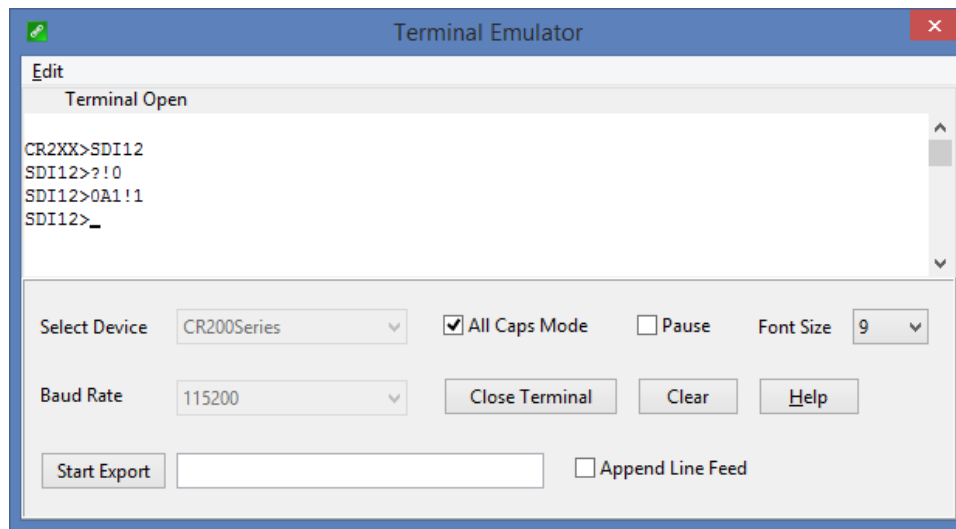 Terminal Emulator
Edit
Terminal Open
CR2XX>SDI12
SDI12>?!0
SDI12>0A1!1
SDI12>_
Select Device CR200Series All Caps Mode Pause Font Size 9
Baud Rate 115200 Close Terminal Clear Help
Start Export Append Line Feed